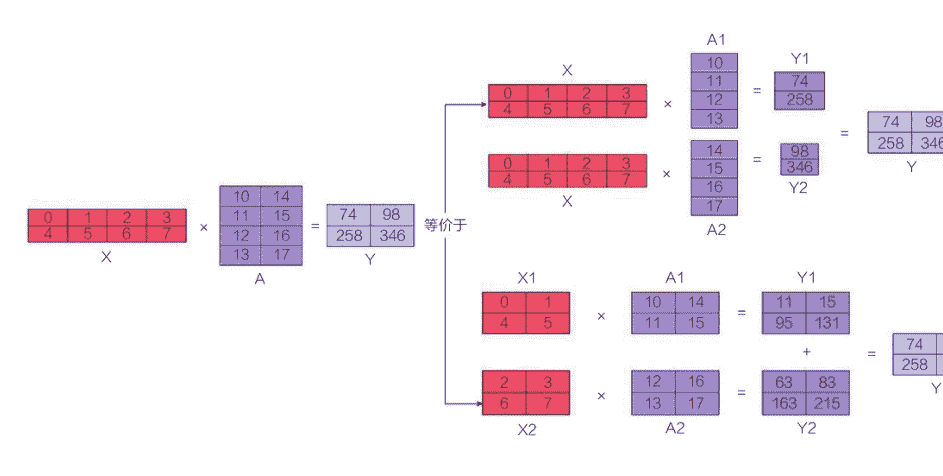 0 1 2 3
4 5 6 7
X
×
10 14
11 15
12 16
13 17
A
=
74 98
258 346
Y
等价于
X
0 1 2 3
4 5 6 7
×
A1
10
11
12
13
=
Y1
74
258
0 1 2 3
4 5 6 7
X
×
14
15
16
17
A2
=
98
346
Y2
=
74 98
258 346
Y
X1
0 1
4 5
×
A1
10 14
11 15
=
Y1
11 15
95 131
+
2 3
6 7
X2
×
12 16
13 17
A2
=
63 83
163 215
Y2
=
74
258
Y